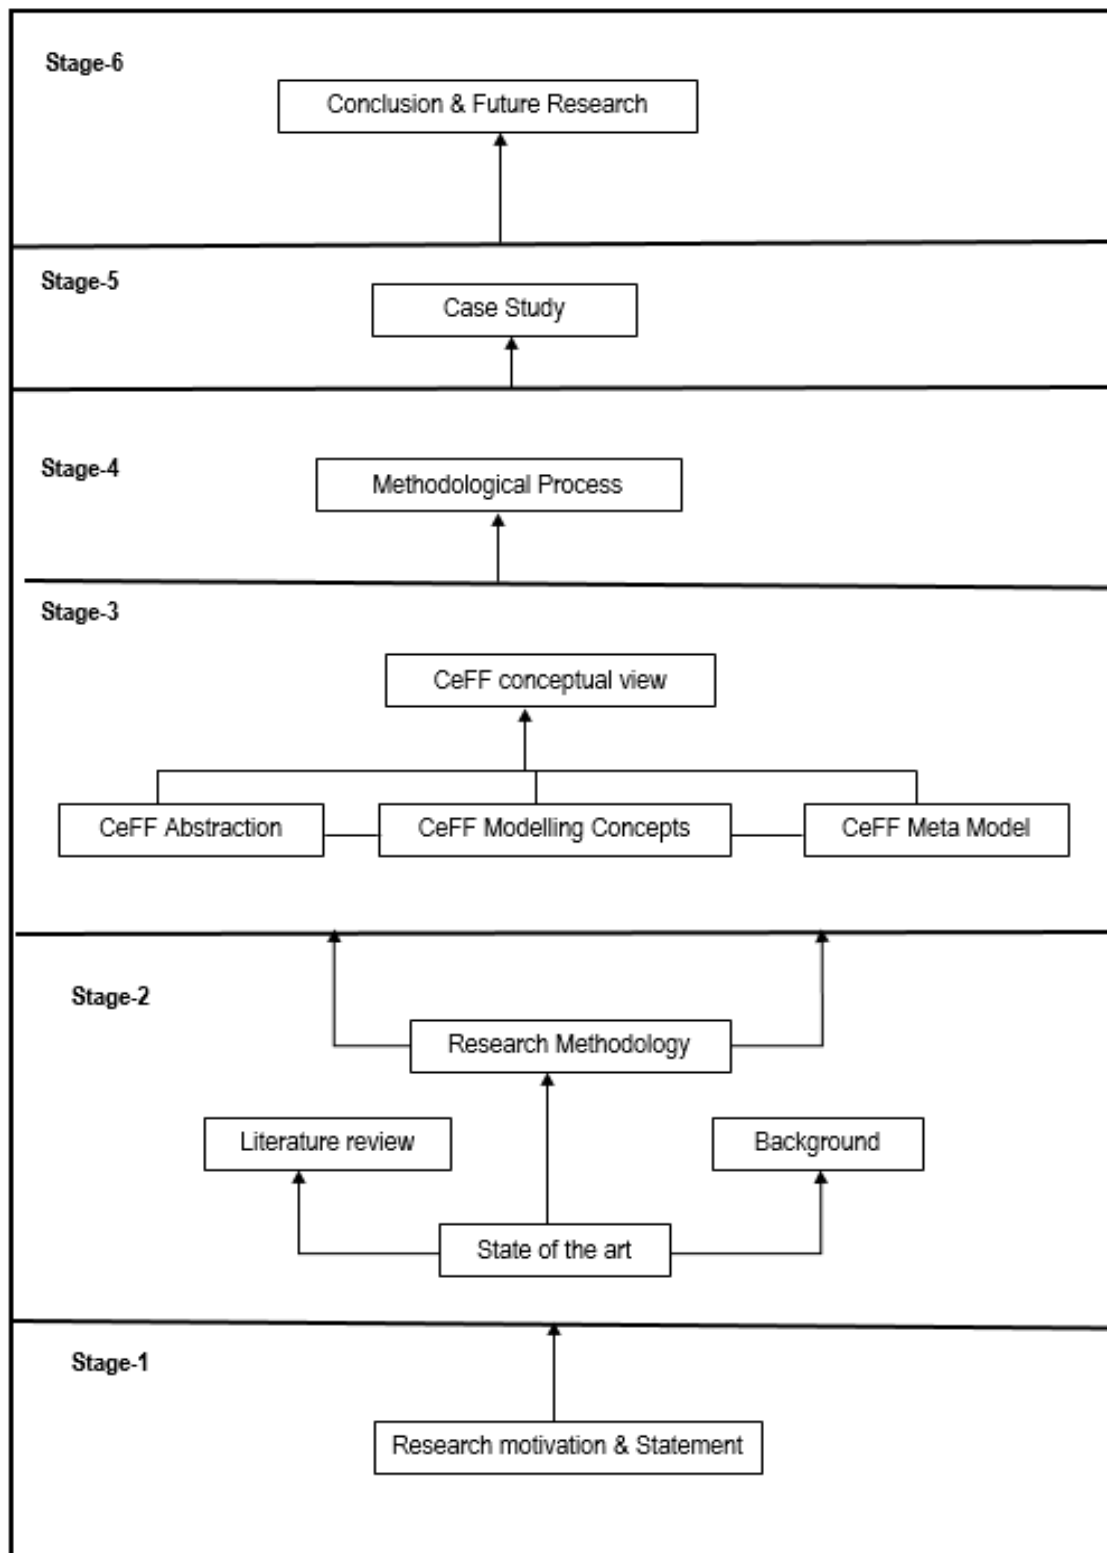 Stage-6
Conclusion & Future Research
Stage-5
Case Study
Stage-4
Methodological Process
Stage-3
CeFF conceptual view
CeFF Abstraction
CeFF Modelling Concepts
CeFF Meta Model
Stage-2
Research Methodology
Literature review
Background
State of the art
Stage-1
Research motivation & Statement